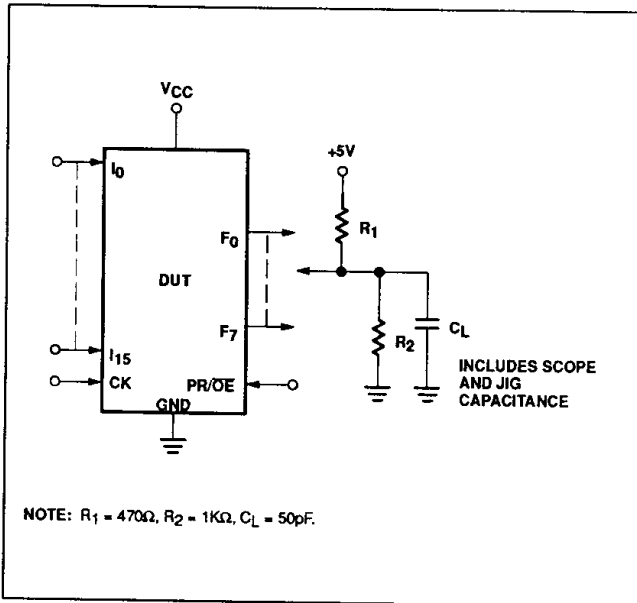 VCC
+5V
I0
R1
F0
DUT
F7
R2
CL
I15
CK
PR/O̅E̅
GND
INCLUDES SCOPE
AND JIG
CAPACITANCE
NOTE: R1 = 470Ω, R2 = 1KΩ, CL = 50pF.